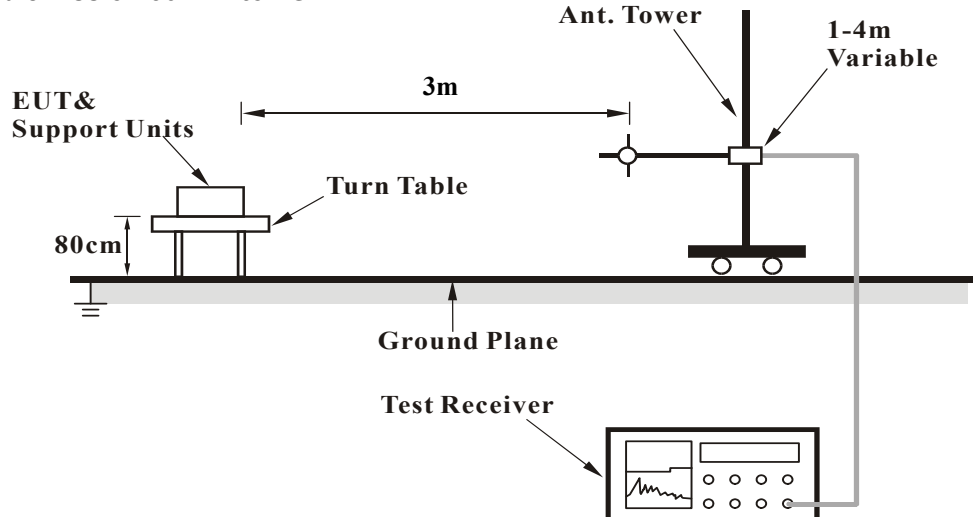 Ant. Tower
1-4m
Variable
3m
EUT&
Support Units
Turn Table
80cm
Ground Plane
Test Receiver